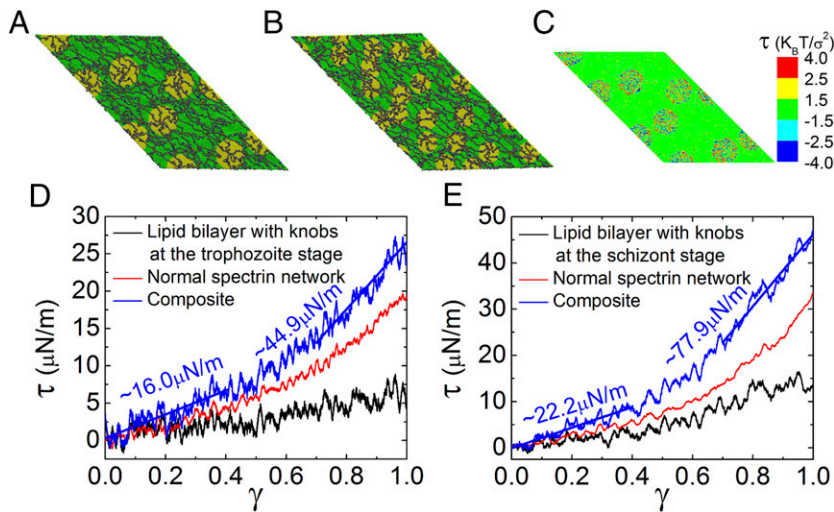 A
B
C
τ (K_BT/σ²)
4.0
2.5
1.5
-1.5
-2.5
-4.0
D
30
25
20
15
10
5
0
τ (μN/m)
Lipid bilayer with knobs
at the trophozoite stage
Normal spectrin network
Composite
~16.0μN/m
~44.9μN/m
0.0 0.2 0.4 0.6 0.8 1.0
γ
E
50
40
30
20
10
0
τ (μN/m)
Lipid bilayer with knobs
at the schizont stage
Normal spectrin network
Composite
~22.2μN/m
~77.9μN/m
0.0 0.2 0.4 0.6 0.8 1.0
γ